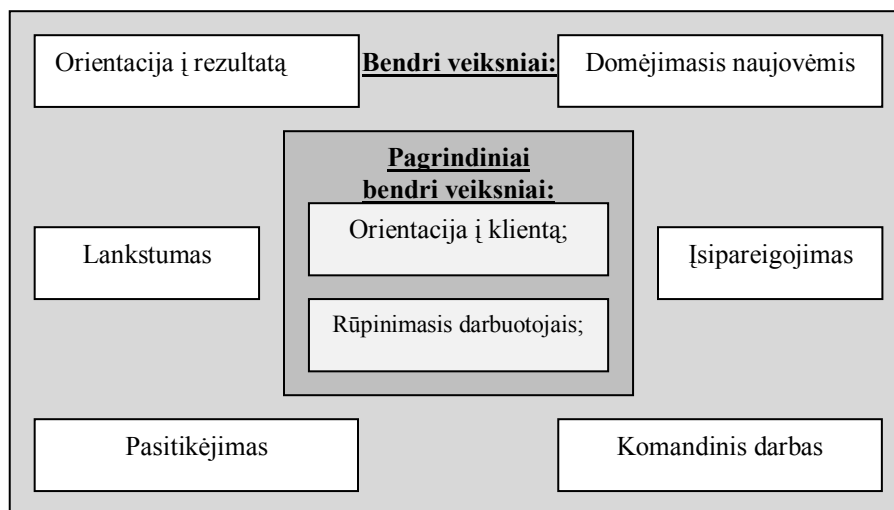 Orientacija į rezultatą
Bendri veiksniai:
Domėjimasis naujovėmis
Pagrindiniai
bendri veiksniai:
Orientacija į klientą;
Lankstumas
Įsipareigojimas
Rūpinimasis darbuotojais;
Pasitikėjimas
Komandinis darbas